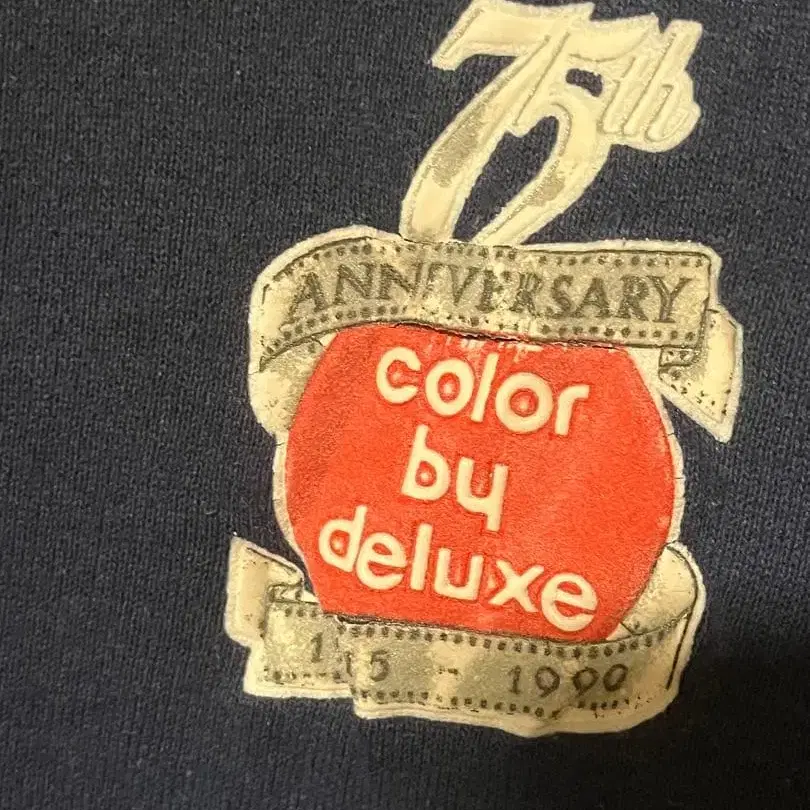 75th
ANNIVERSARY
color
by
deluxe
- 1990